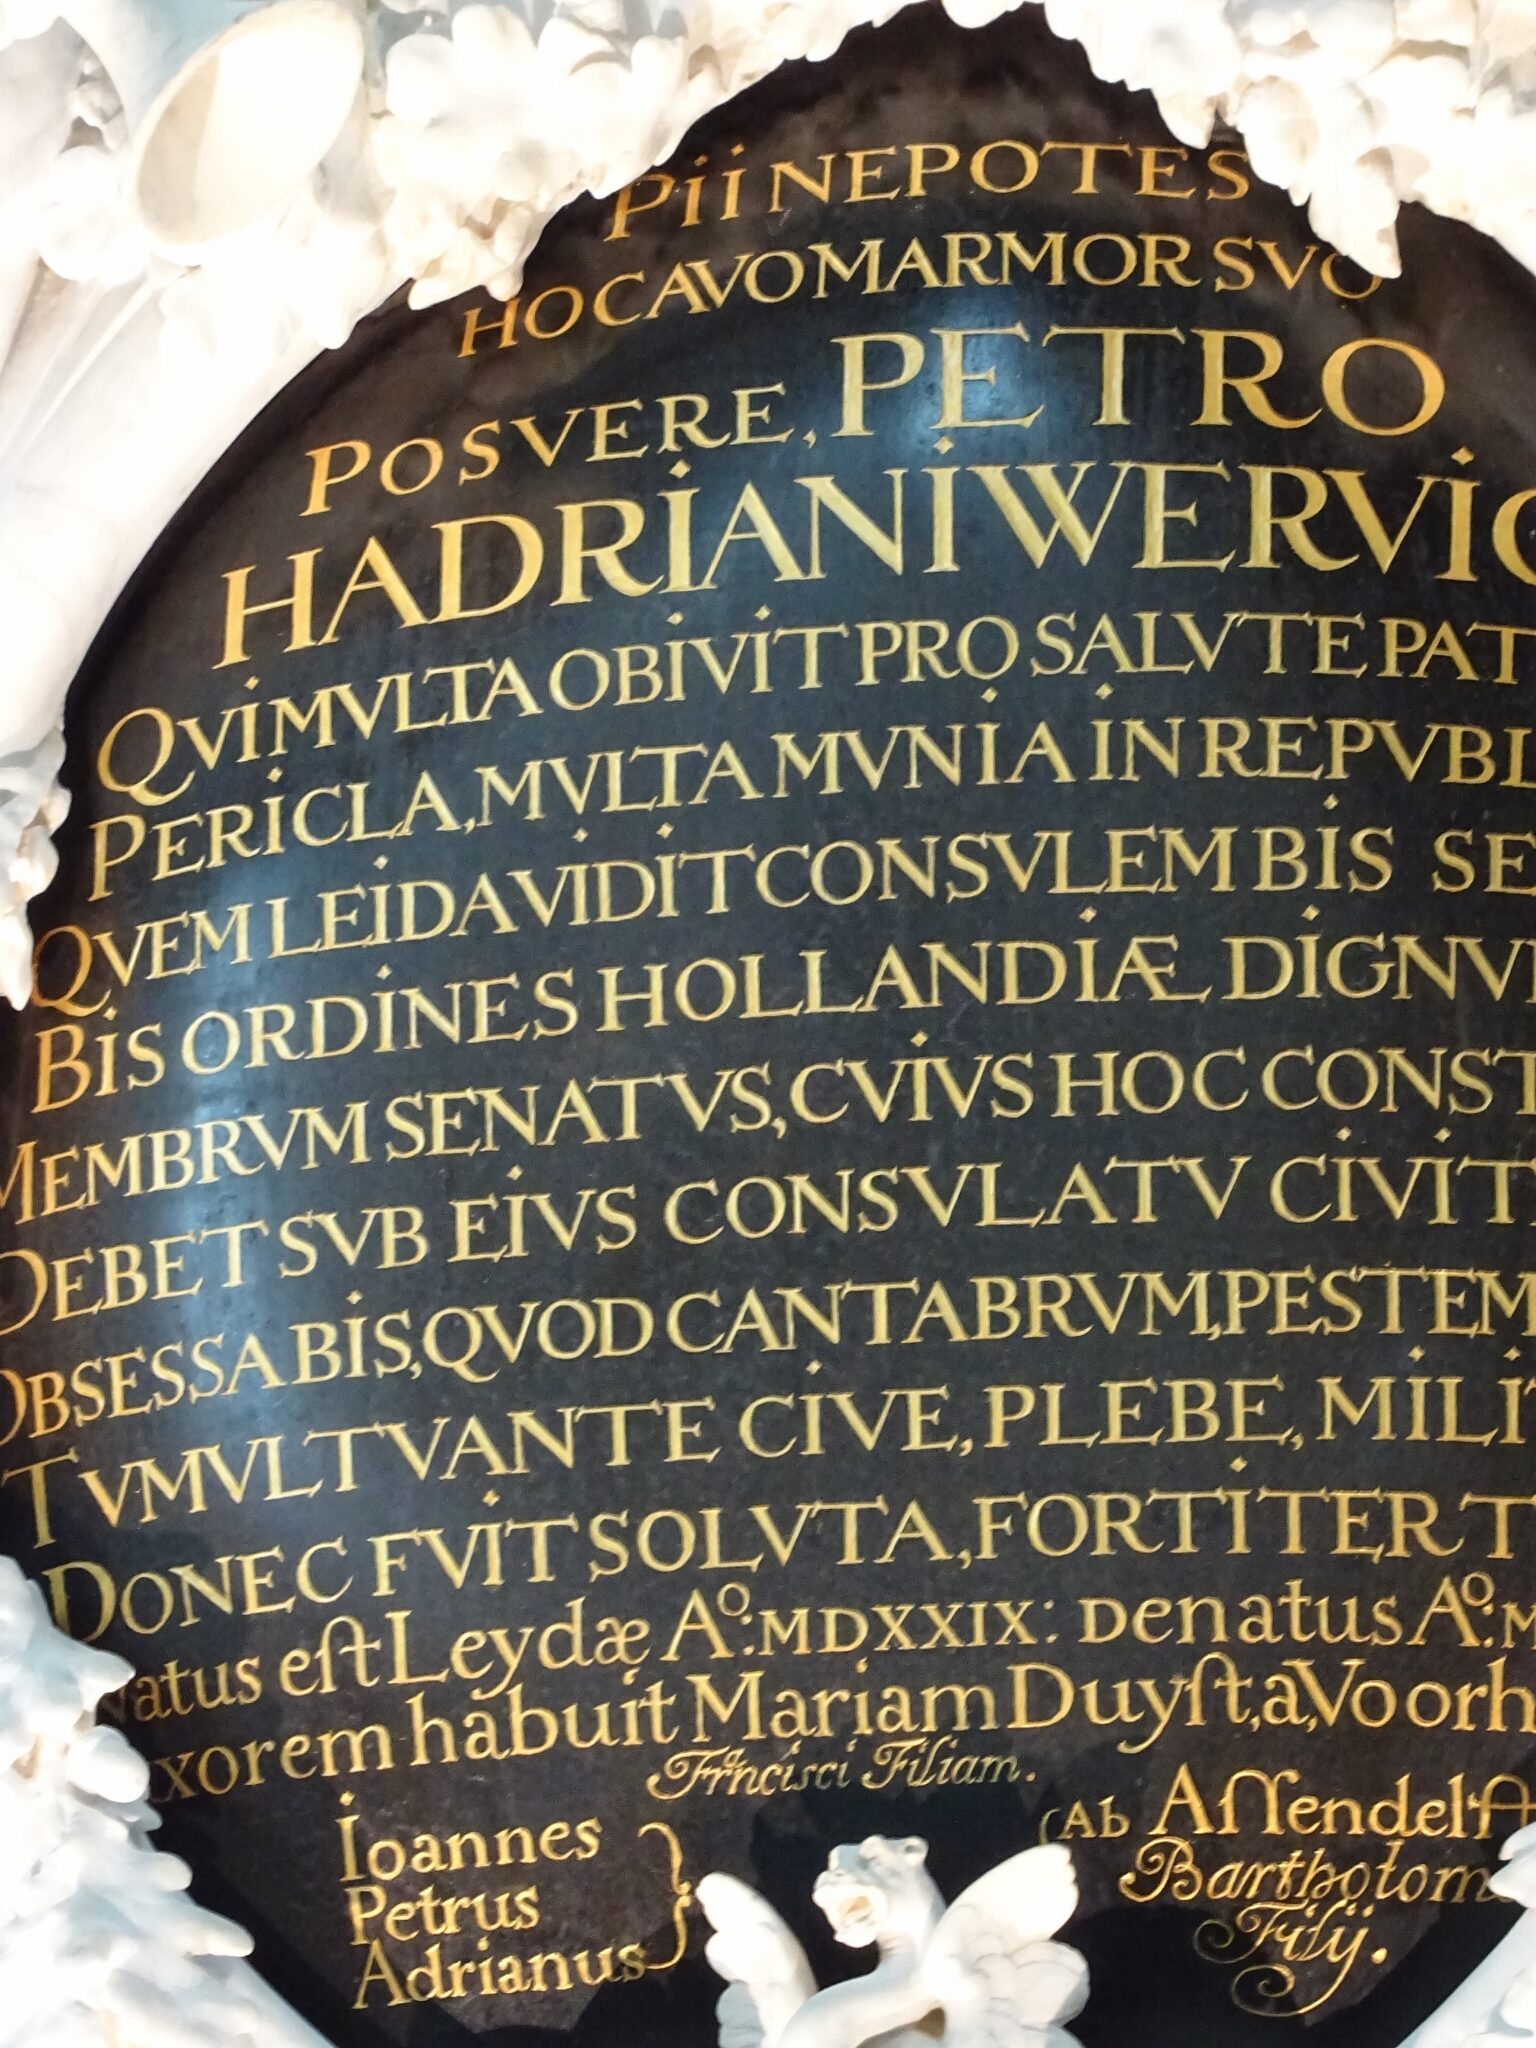 Pii NEPOTES
HOC AVO MARMOR SVO
POSVERE, PETRO
HADRIANI WERVIC
QVI MVLTA OBIVIT PRO SALVTE PAT
PERICLA, MVLTA MVNIA IN REPVBL
QVEM LEIDA VIDIT CONSVLEM BIS SE
BIS ORDINES HOLLANDIÆ DIGNVM
MEMBRVM SENATVS, CVIVS HOC CONST
DEBET SVB EIVS CONSVLATV CIVIT
OBSESSA BIS, QVOD CANTABRVM, PESTEM
TVMVLTVANTE CIVE, PLEBE, MILIT
DONEC FVIT SOLVTA, FORTITER T
Natus eſt Leydæ Aº: MDXXIX: Denatus Aº: M
xorem habuit Mariam Duyſt, a, Voorh
Frãncisci Filiam.
Ioannes
Petrus
Adrianus
(Ab Aſſendelft
Bartholom
Filij.